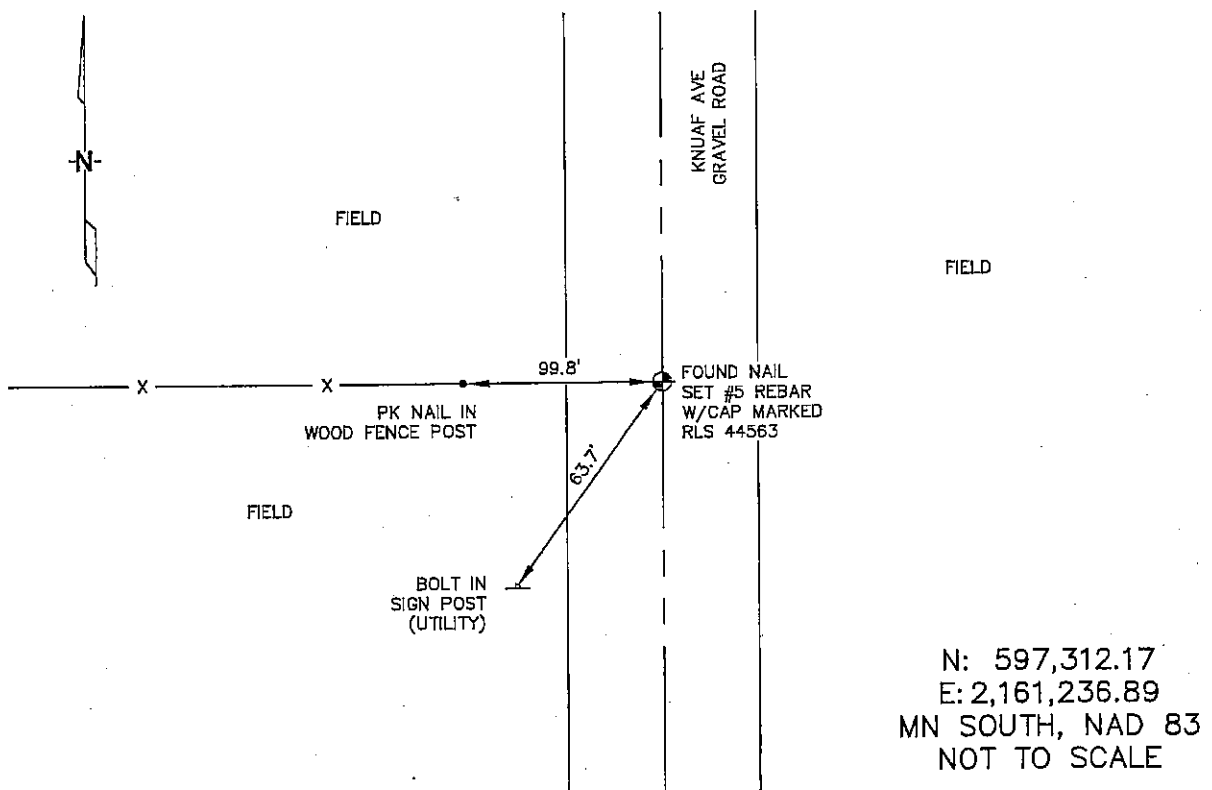 KNUAF AVE
GRAVEL ROAD
N
FIELD
FIELD
99.8'
FOUND NAIL
SET #5 REBAR
W/CAP MARKED
RLS 44563
X
X
PK NAIL IN
WOOD FENCE POST
63.7'
FIELD
BOLT IN
SIGN POST
(UTILITY)
N: 597,312.17
E: 2,161,236.89
MN SOUTH, NAD 83
NOT TO SCALE